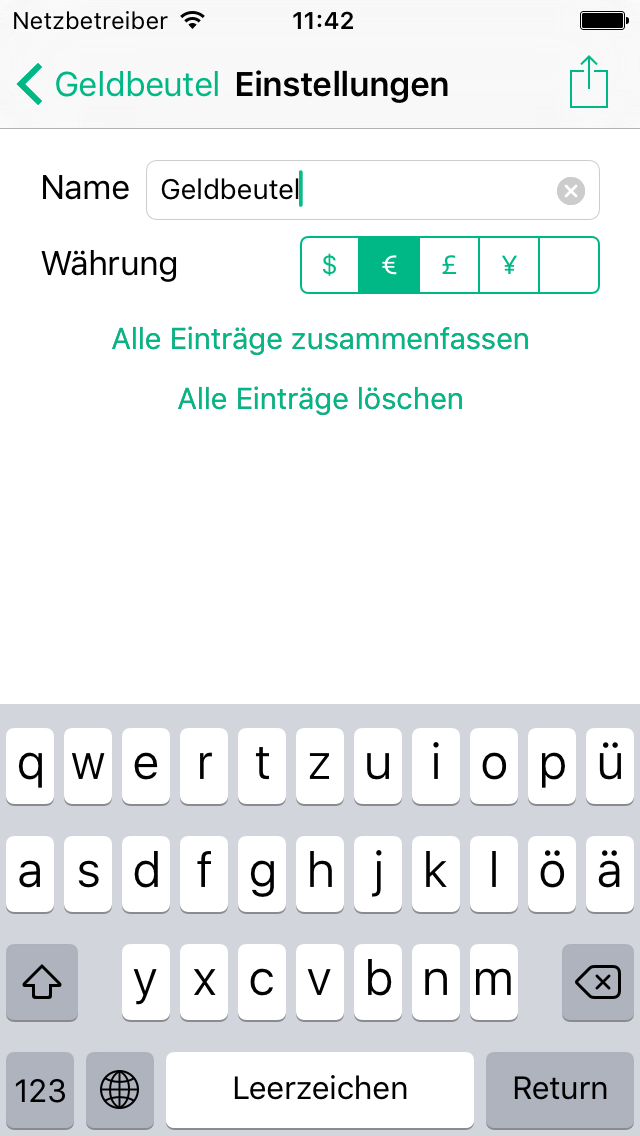 Netzbetreiber 11:42
Geldbeutel Einstellungen
Name Geldbeutel
Währung $ € £ ¥
Alle Einträge zusammenfassen
Alle Einträge löschen
q w e r t z u i o p ü
a s d f g h j k l ö ä
y x c v b n m
123 Leerzeichen Return